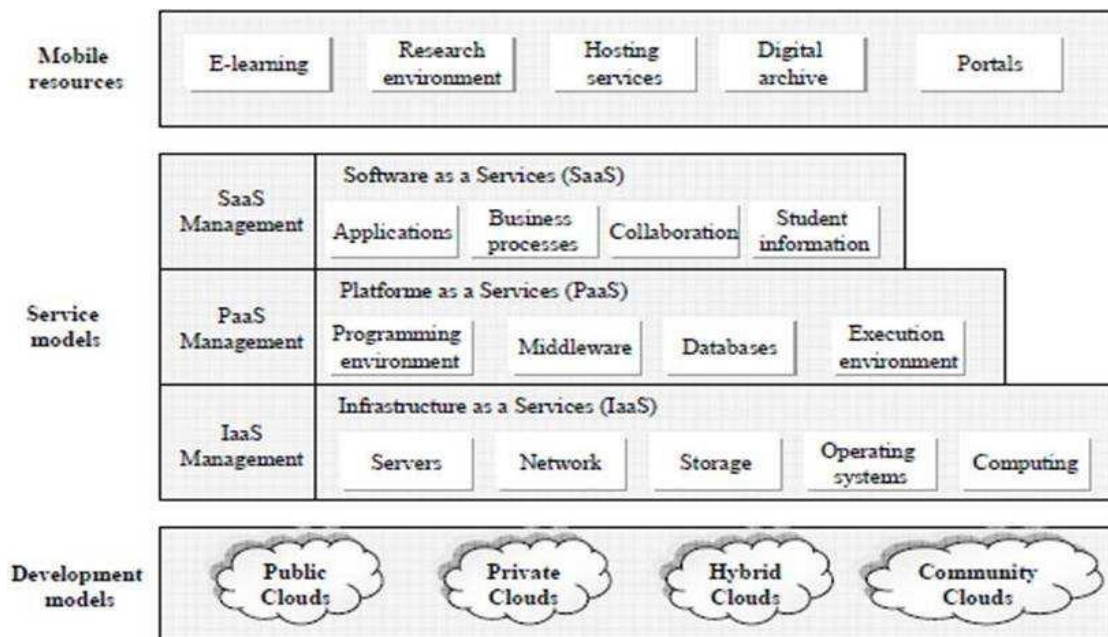 Mobile
resources
E-learning
Research
environment
Hosting
services
Digital
archive
Portals
Service
models
SaaS
Management
Software as a Services (SaaS)
Applications
Business
processes
Collaboration
Student
information
PaaS
Management
Platforme as a Services (PaaS)
Programming
environment
Middleware
Databases
Execution
environment
IaaS
Management
Infrastructure as a Services (IaaS)
Servers
Network
Storage
Operating
systems
Computing
Development
models
Public
Clouds
Private
Clouds
Hybrid
Clouds
Community
Clouds